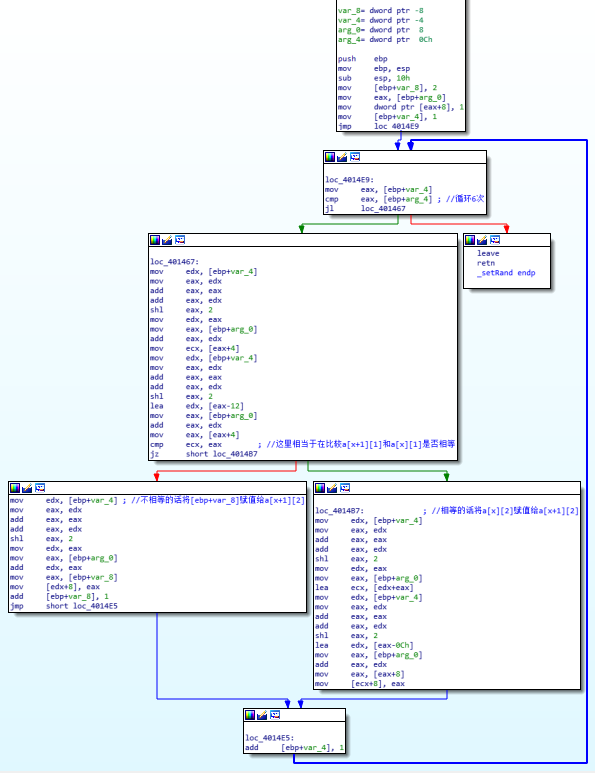 var_8= dword ptr -8
var_4= dword ptr -4
arg_0= dword ptr  8
arg_4= dword ptr  0Ch
push    ebp
mov     ebp, esp
sub     esp, 10h
mov     [ebp+var_8], 2
mov     eax, [ebp+arg_0]
mov     dword ptr [eax+8], 1
mov     [ebp+var_4], 1
jmp     loc_4014E9
loc_4014E9:
mov     eax, [ebp+var_4]
cmp     eax, [ebp+arg_4] ; //循环6次
jl      loc_401467
loc_401467:
mov     edx, [ebp+var_4]
mov     eax, edx
add     eax, eax
add     eax, edx
shl     eax, 2
mov     edx, eax
mov     eax, [ebp+arg_0]
add     eax, edx
mov     ecx, [eax+4]
mov     edx, [ebp+var_4]
mov     eax, edx
add     eax, eax
add     eax, edx
shl     eax, 2
lea     edx, [eax-12]
mov     eax, [ebp+arg_0]
add     eax, edx
mov     eax, [eax+4]
cmp     ecx, eax        ; //这里相当于在比较a[x+1][1]和a[x][1]是否相等
jz      short loc_4014B7
leave
retn
_setRand endp
mov     edx, [ebp+var_4] ; //不相等的话将[ebp+var_8]赋值给a[x+1][2]
mov     eax, edx
add     eax, eax
add     eax, edx
shl     eax, 2
mov     edx, eax
mov     eax, [ebp+arg_0]
add     edx, eax
mov     eax, [ebp+var_8]
mov     [edx+8], eax
add     [ebp+var_8], 1
jmp     short loc_4014E5
loc_4014B7:             ; //相等的话将a[x][2]赋值给a[x+1][2]
mov     edx, [ebp+var_4]
mov     eax, edx
add     eax, eax
add     eax, edx
shl     eax, 2
mov     edx, eax
mov     eax, [ebp+arg_0]
lea     ecx, [edx+eax]
mov     edx, [ebp+var_4]
mov     eax, edx
add     eax, eax
add     eax, edx
shl     eax, 2
lea     edx, [eax-0Ch]
mov     eax, [ebp+arg_0]
add     eax, edx
mov     eax, [eax+8]
mov     [ecx+8], eax
loc_4014E5:
add     [ebp+var_4], 1